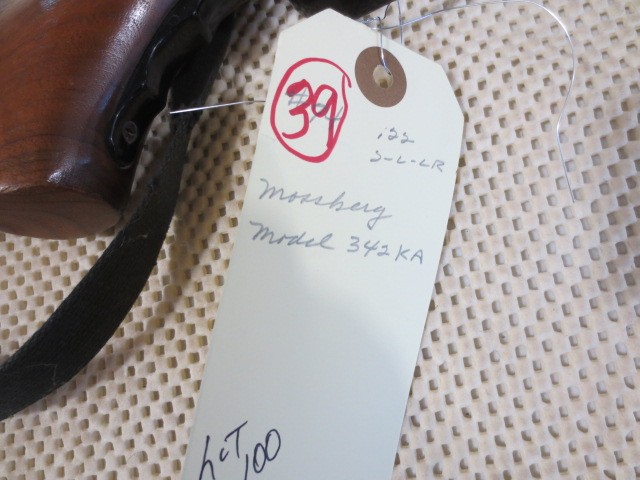 39
.22
S-L-LR
Mossberg
Model 342KA
LOT
100